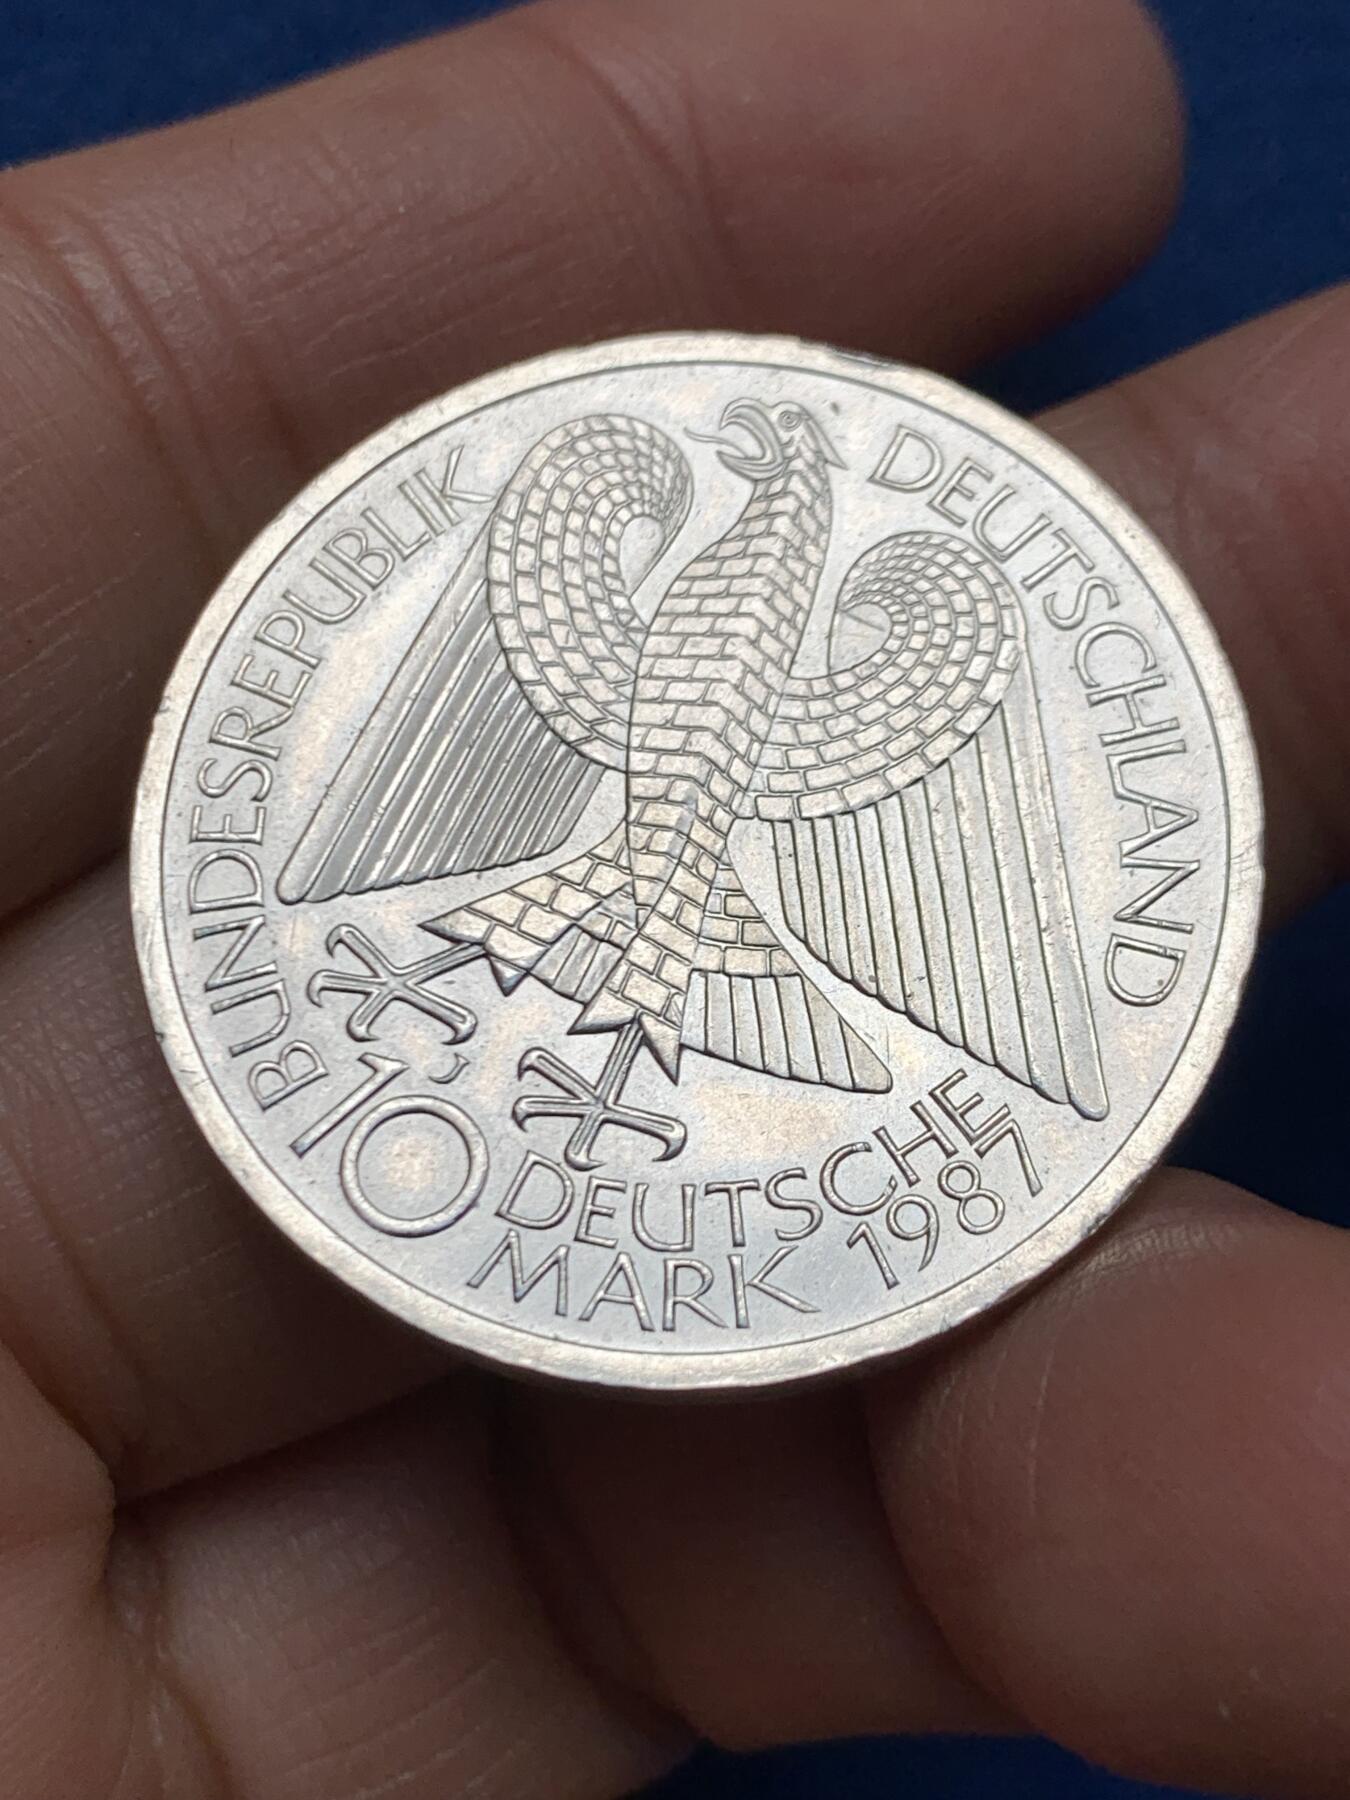 BUNDESREPUBLIK DEUTSCHLAND
10 DEUTSCHE
MARK 1987
J